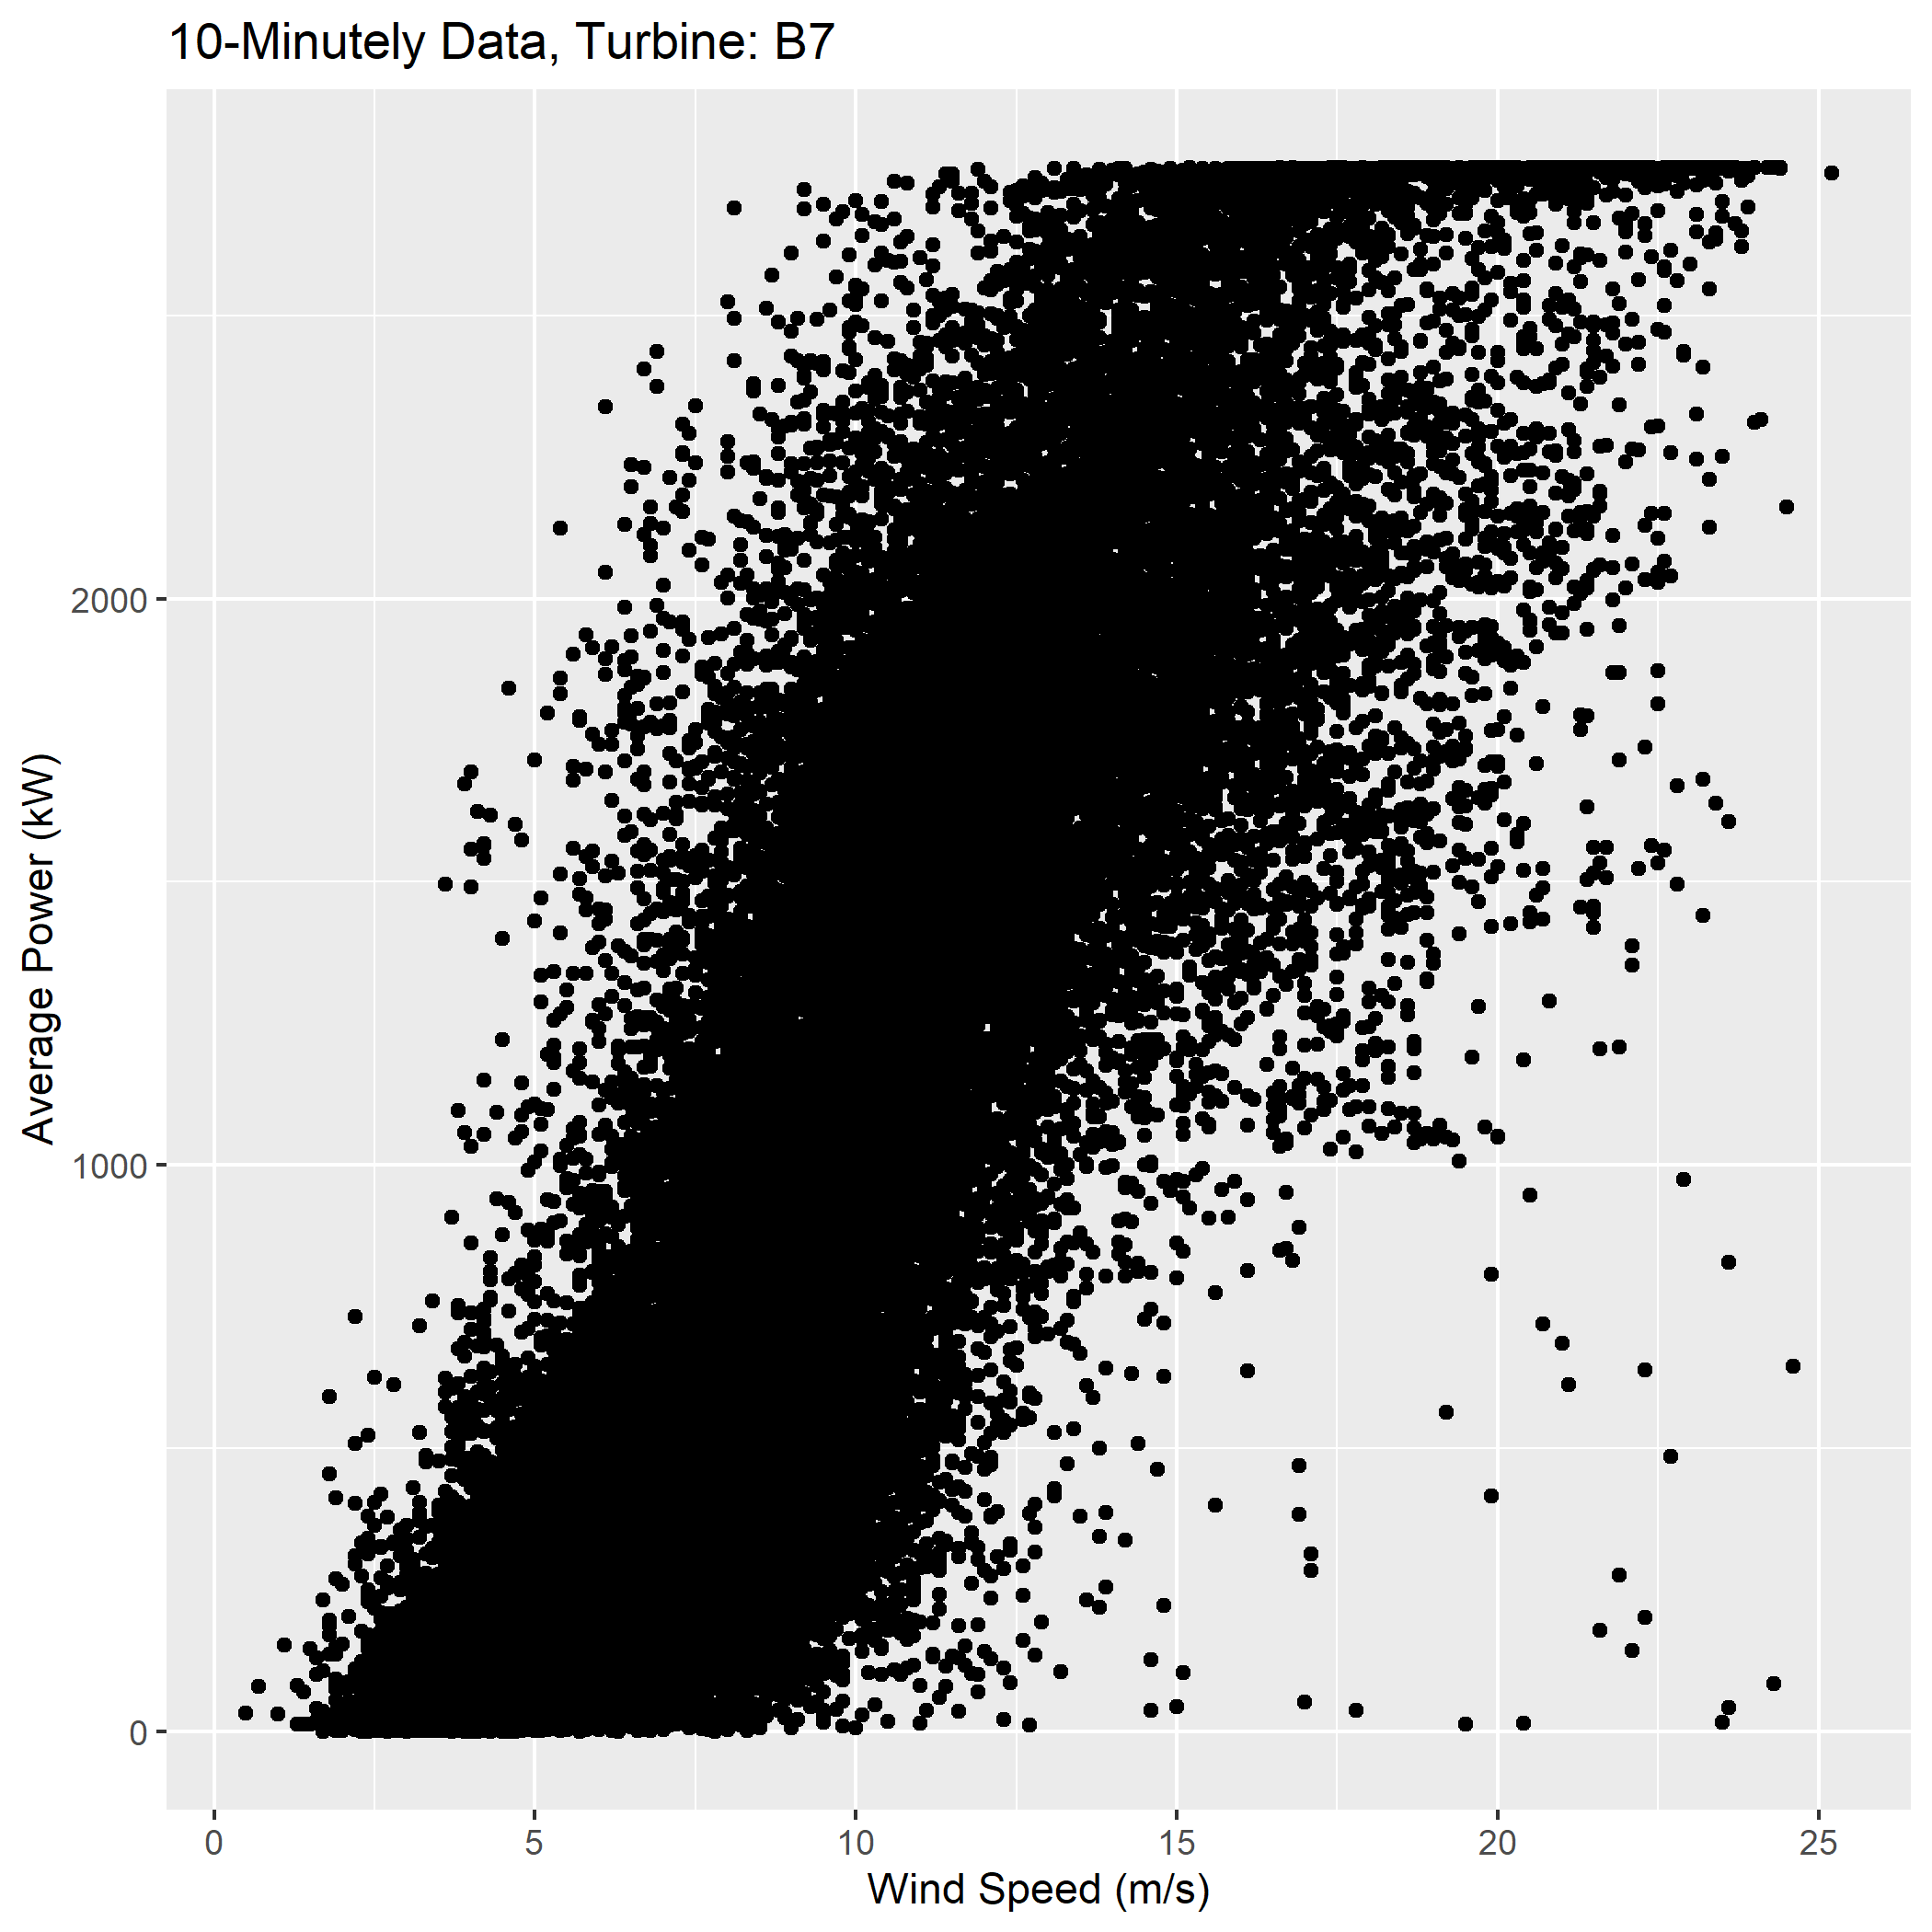 10-Minutely Data, Turbine: B7
Average Power (kW)
2000
1000
0
0 5 10 15 20 25
Wind Speed (m/s)